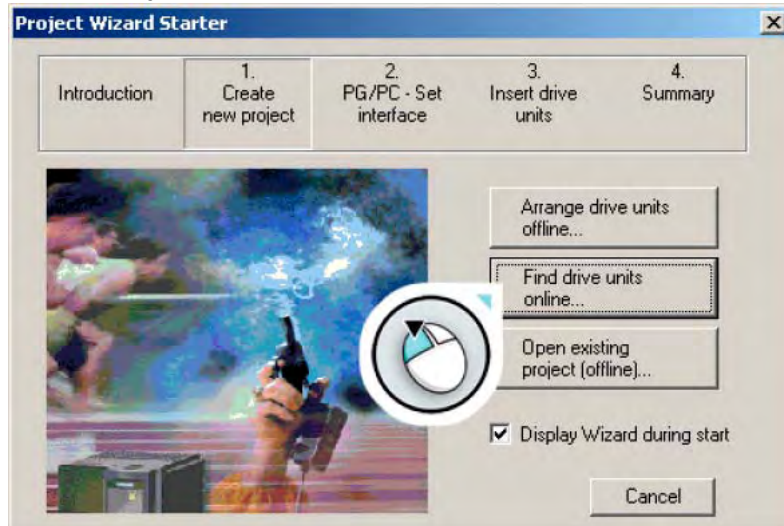 Project Wizard Starter
Introduction
1.
Create
new project
2.
PG/PC - Set
interface
3.
Insert drive
units
4.
Summary
Arrange drive units
offline...
Find drive units
online...
Open existing
project (offline)...
Display Wizard during start
Cancel